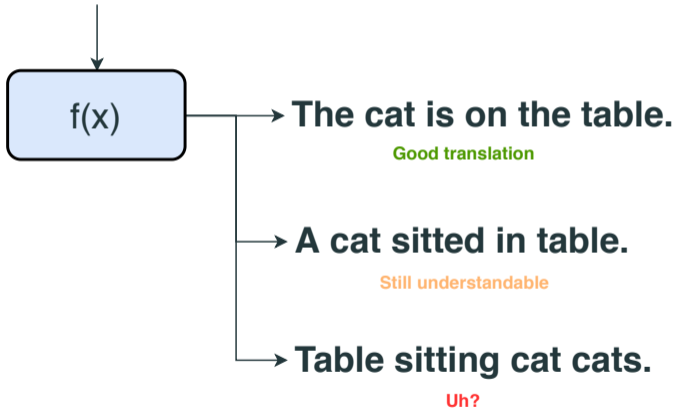 f(x)
The cat is on the table.
Good translation
A cat sitted in table.
Still understandable
Table sitting cat cats.
Uh?